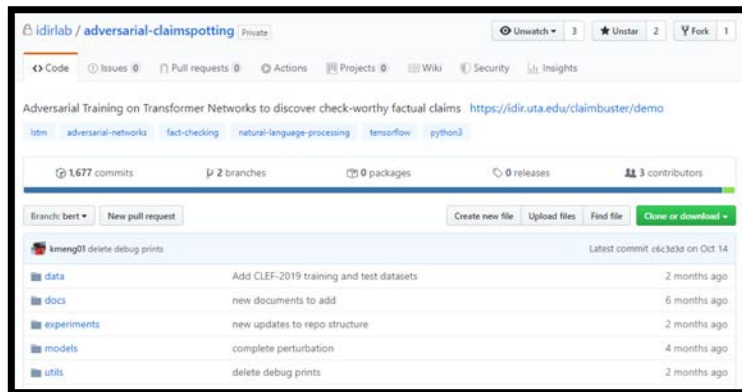 idirlab / adversarial-claimspotting Private Unwatch 3 Unstar 2 Fork 1
Code Issues 0 Pull requests 0 Actions Projects 0 Wiki Security Insights
Adversarial Training on Transformer Networks to discover check-worthy factual claims https://idir.uta.edu/claimbuster/demo
lstm adversarial-networks fact-checking natural-language-processing tensorflow python3
1,677 commits 2 branches 0 packages 0 releases 3 contributors
Branch: bert New pull request Create new file Upload files Find file Clone or download
kmeng01 delete debug prints Latest commit c6c3d3d on Oct 14
data Add CLEF-2019 training and test datasets 2 months ago
docs new documents to add 6 months ago
experiments new updates to repo structure 2 months ago
models complete perturbation 4 months ago
utils delete debug prints 2 months ago